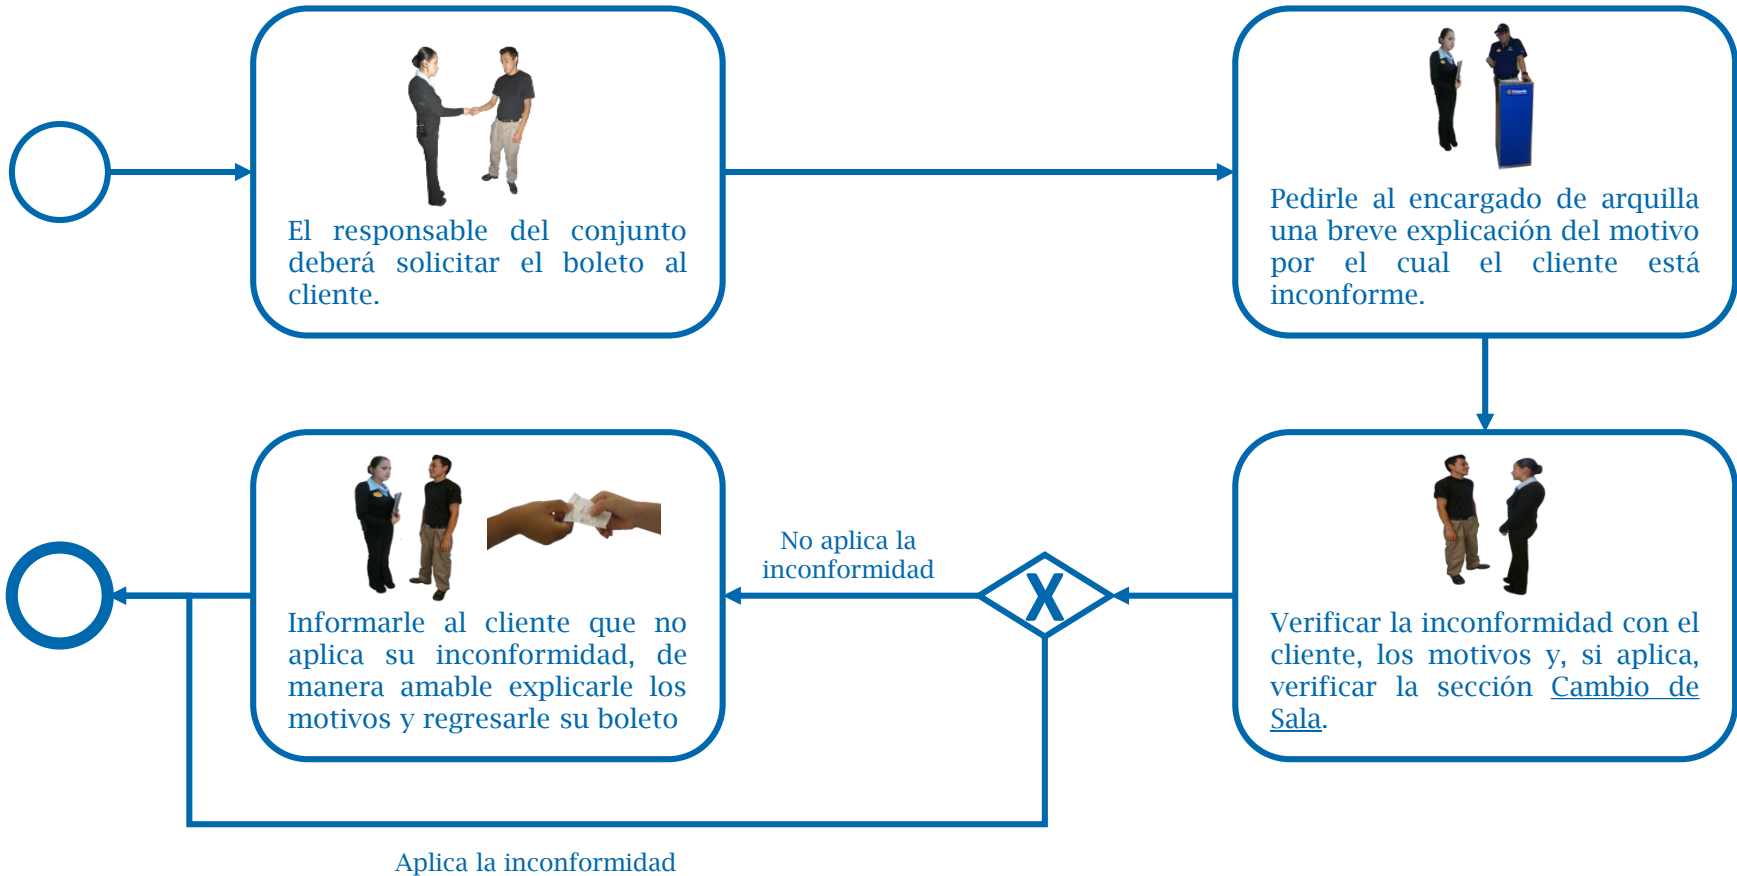 El responsable del conjunto
deberá solicitar el boleto al
cliente.
Pedirle al encargado de arquilla
una breve explicación del motivo
por el cual el cliente está
inconforme.
Informarle al cliente que no
aplica su inconformidad, de
manera amable explicarle los
motivos y regresarle su boleto
No aplica la
inconformidad
X
Verificar la inconformidad con el
cliente, los motivos y, si aplica,
verificar la sección Cambio de
Sala.
Aplica la inconformidad